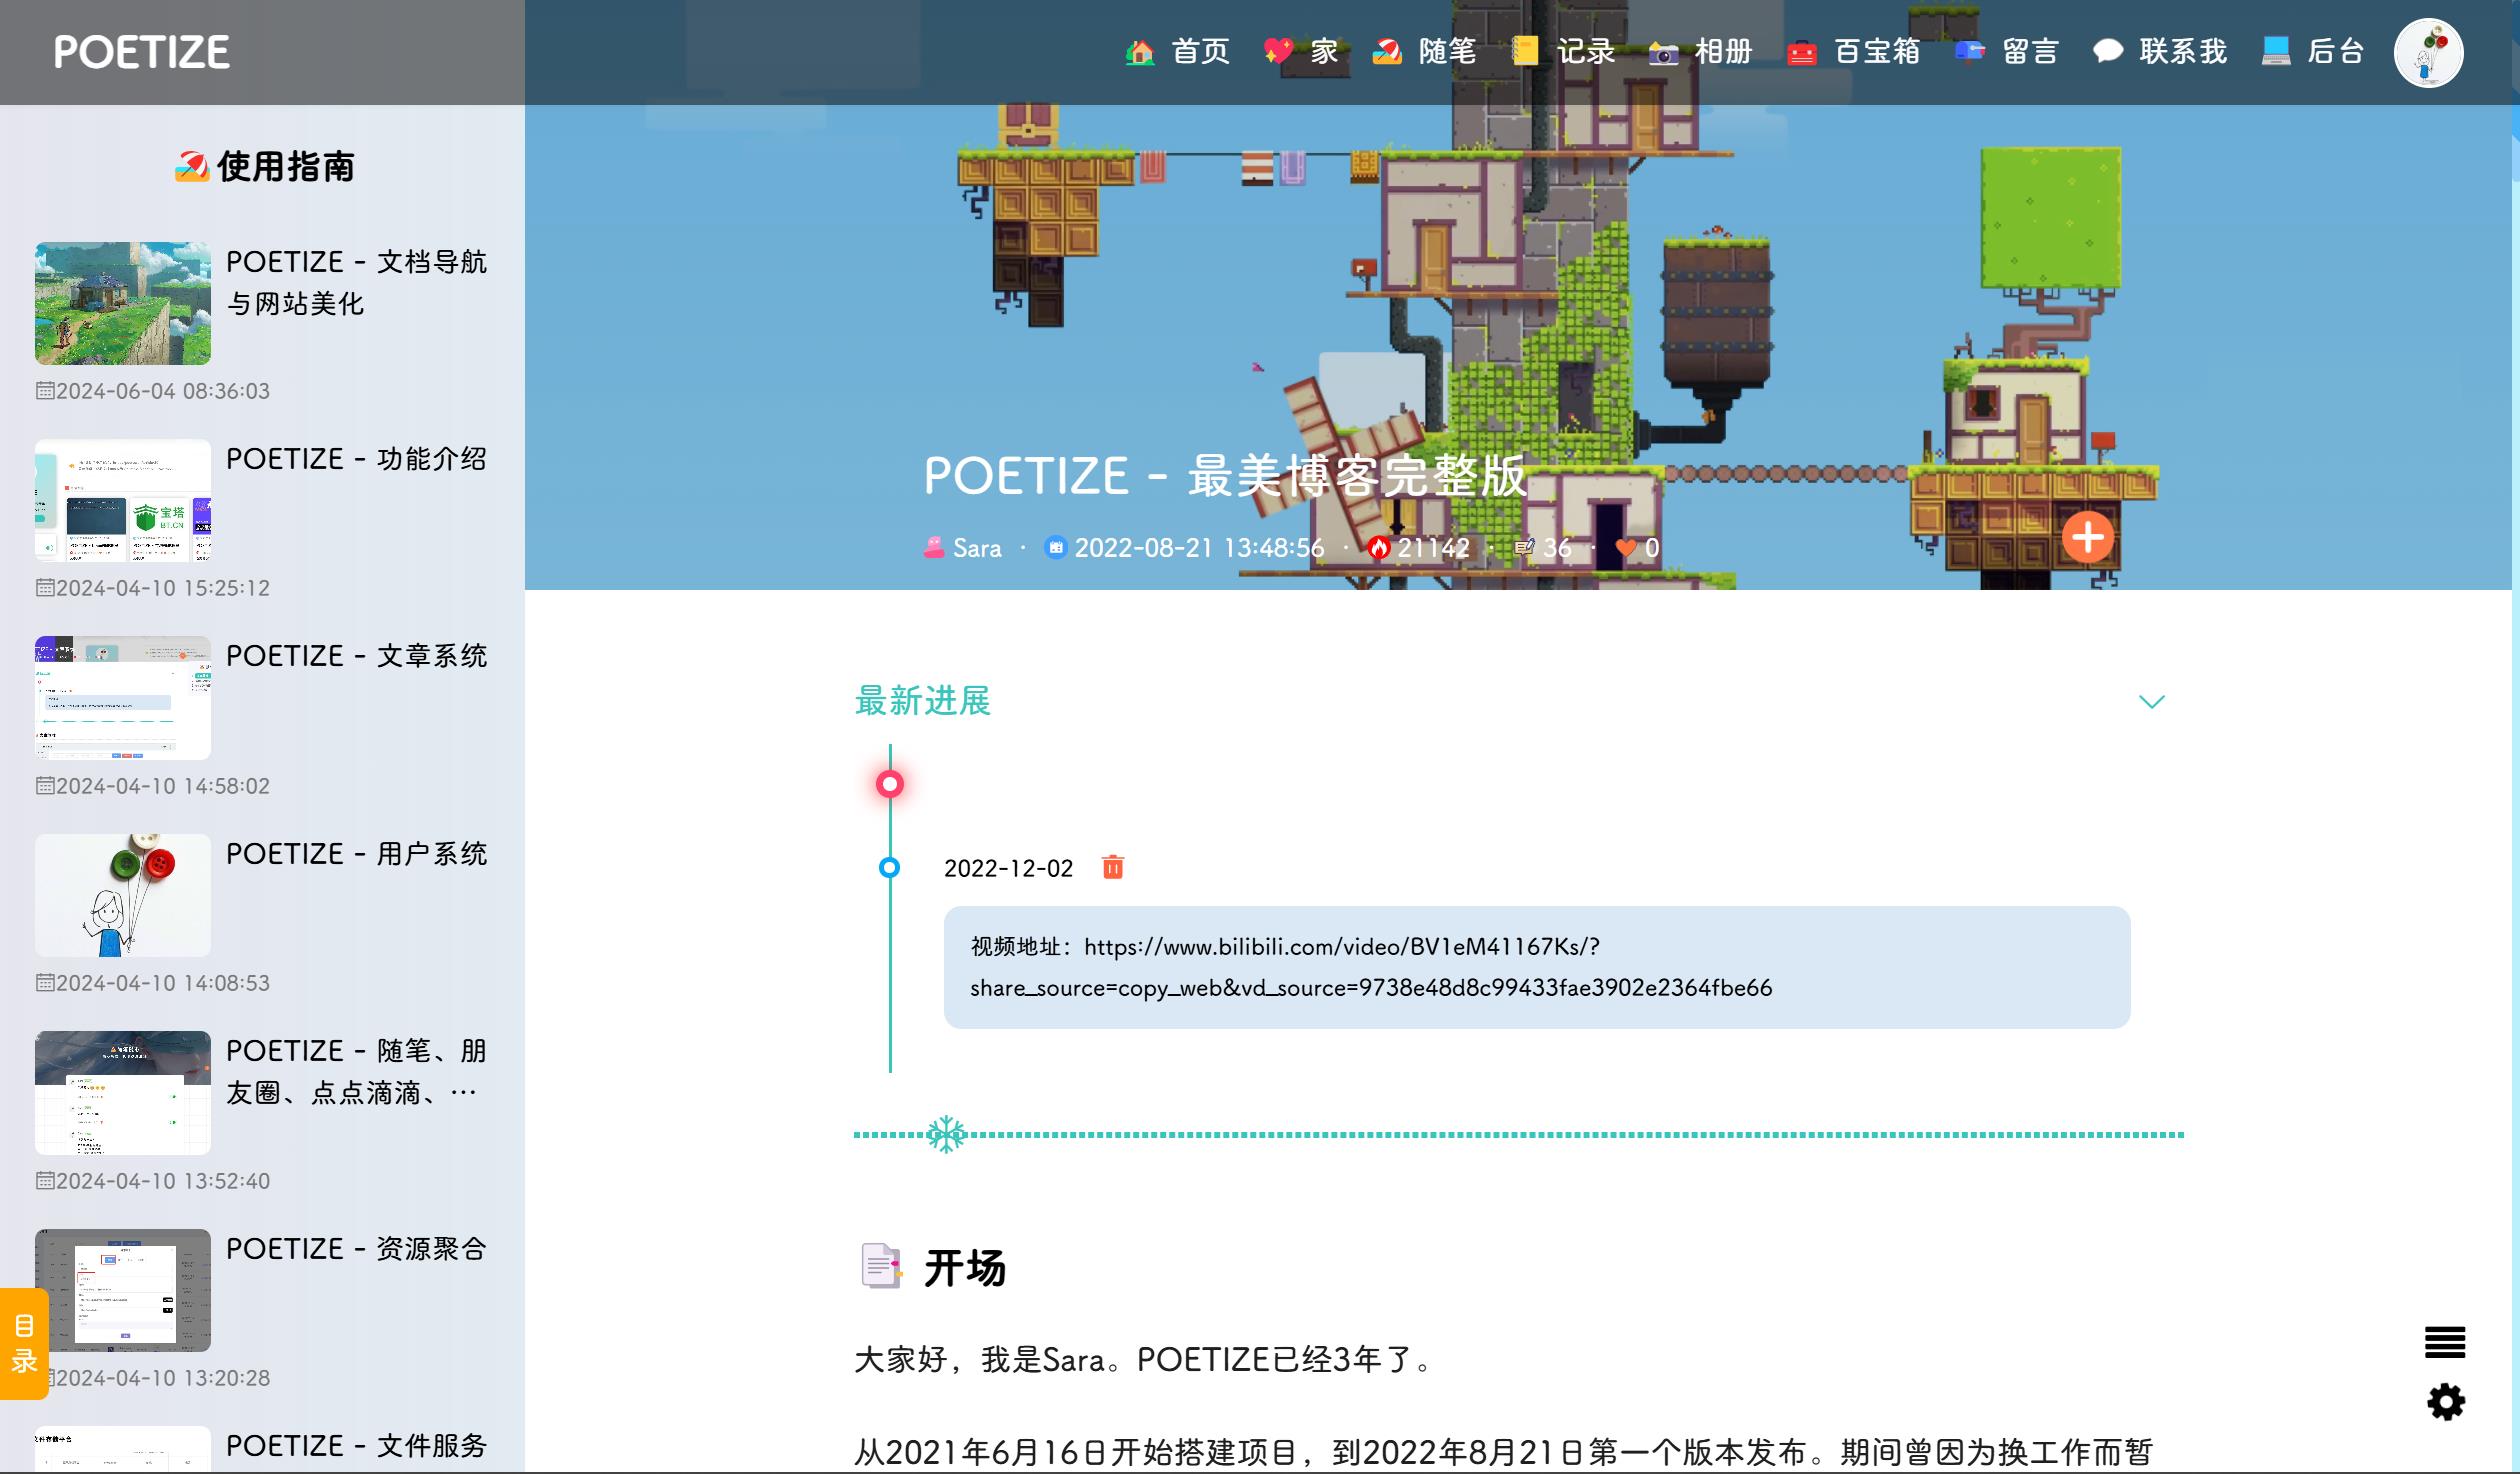 POETIZE
首页 家 随笔 记录 相册 百宝箱 留言 联系我 后台
使用指南
POETIZE - 文档导航
与网站美化
2024-06-04 08:36:03
POETIZE - 功能介绍
宝塔
BT.CN
2024-04-10 15:25:12
POETIZE - 文章系统
2024-04-10 14:58:02
POETIZE - 用户系统
2024-04-10 14:08:53
POETIZE - 随笔、朋
友圈、点点滴滴、…
2024-04-10 13:52:40
POETIZE - 资源聚合
2024-04-10 13:20:28
POETIZE - 文件服务
目
录
POETIZE - 最美博客完整版
Sara · 2022-08-21 13:48:56 · 21142 · 36 · 0
最新进展
2022-12-02
视频地址：https://www.bilibili.com/video/BV1eM41167Ks/?
share_source=copy_web&vd_source=9738e48d8c99433fae3902e2364fbe66
开场
大家好，我是Sara。POETIZE已经3年了。
从2021年6月16日开始搭建项目，到2022年8月21日第一个版本发布。期间曾因为换工作而暂